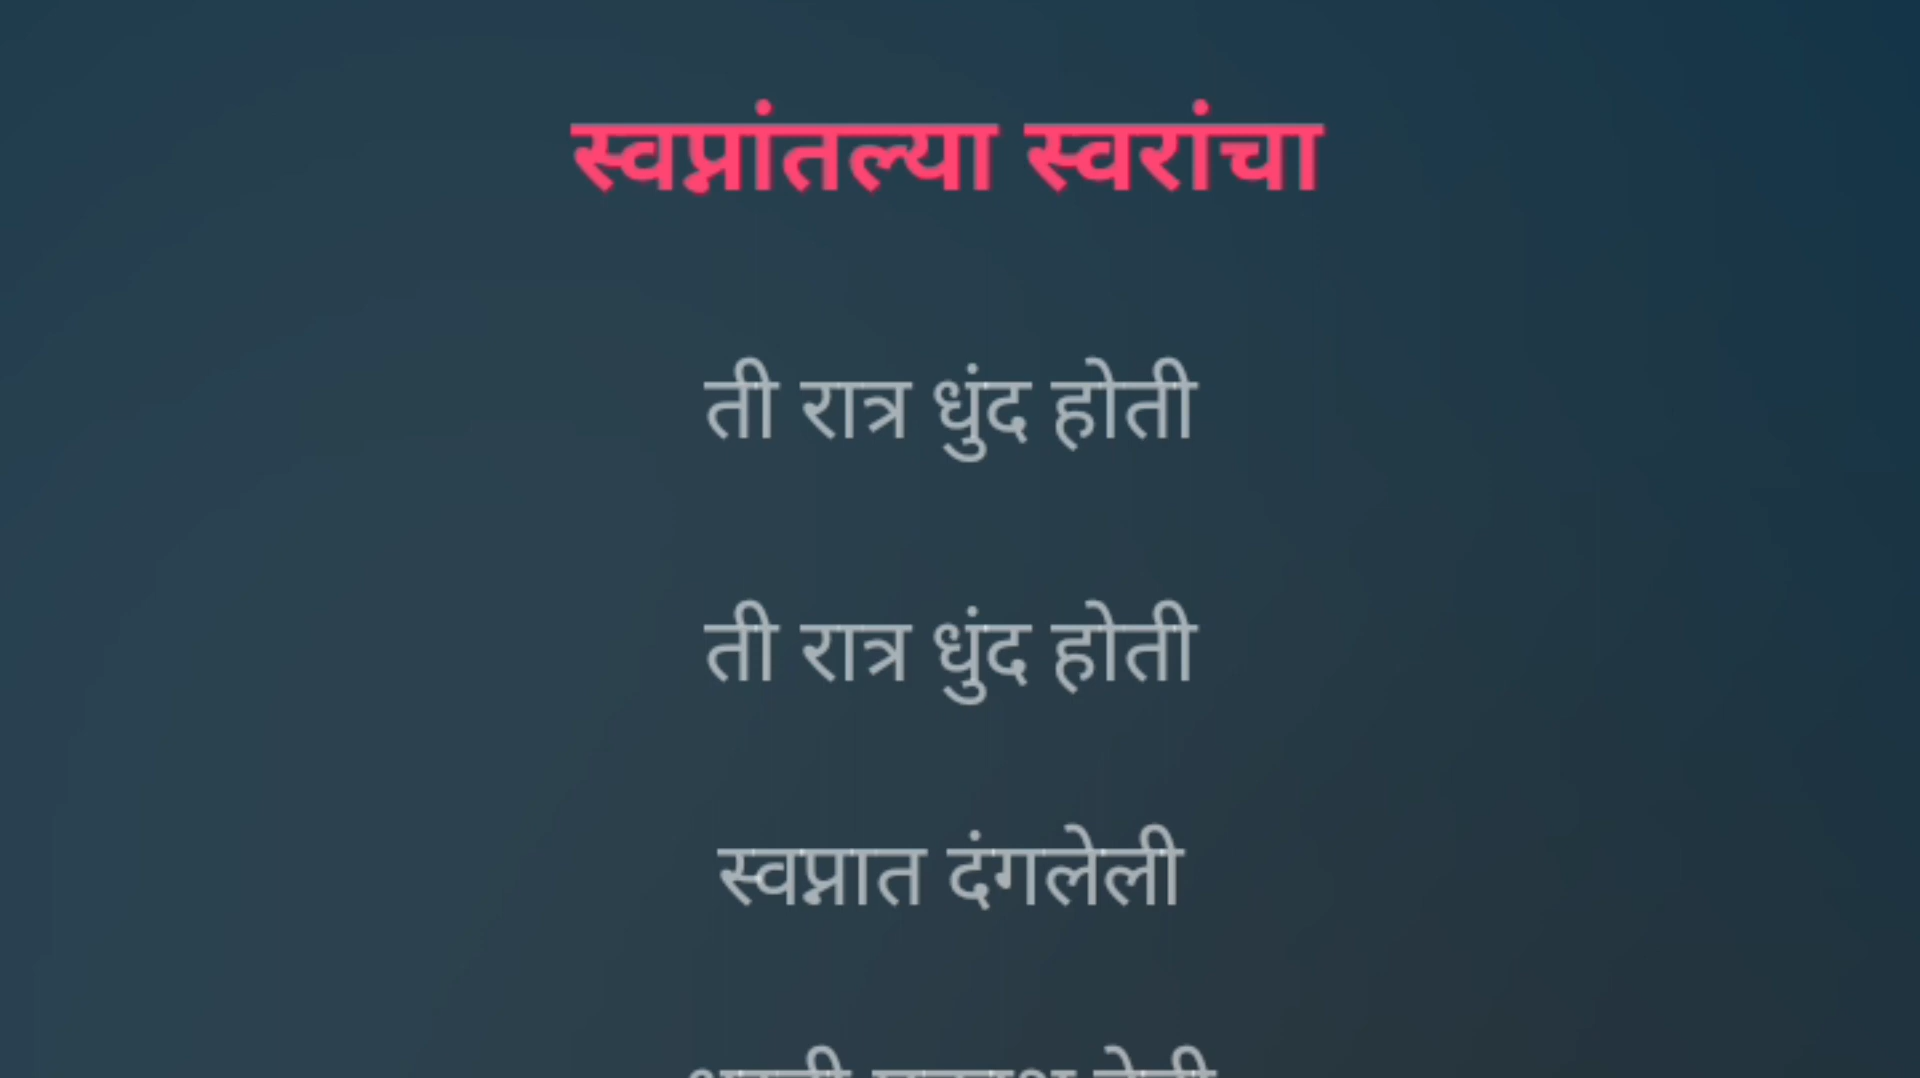 स्वप्नांतल्या स्वरांचा
ती रात्र धुंद होती
ती रात्र धुंद होती
स्वप्नात दंगलेली